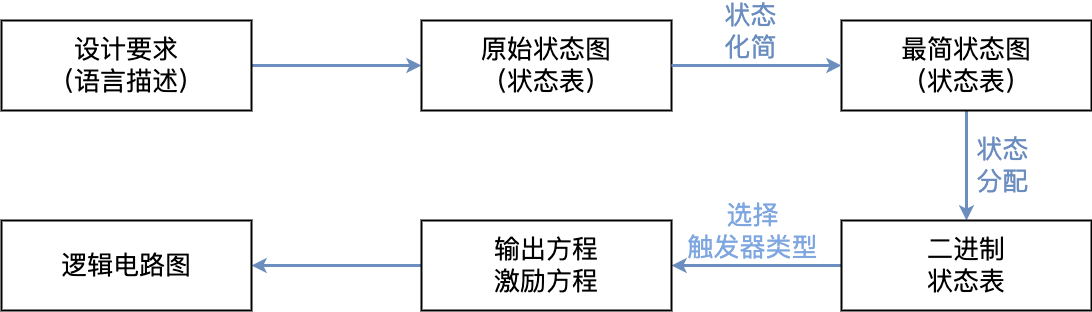 设计要求
（语言描述）
原始状态图
（状态表）
状态
化简
最简状态图
（状态表）
状态
分配
二进制
状态表
选择
触发器类型
输出方程
激励方程
逻辑电路图